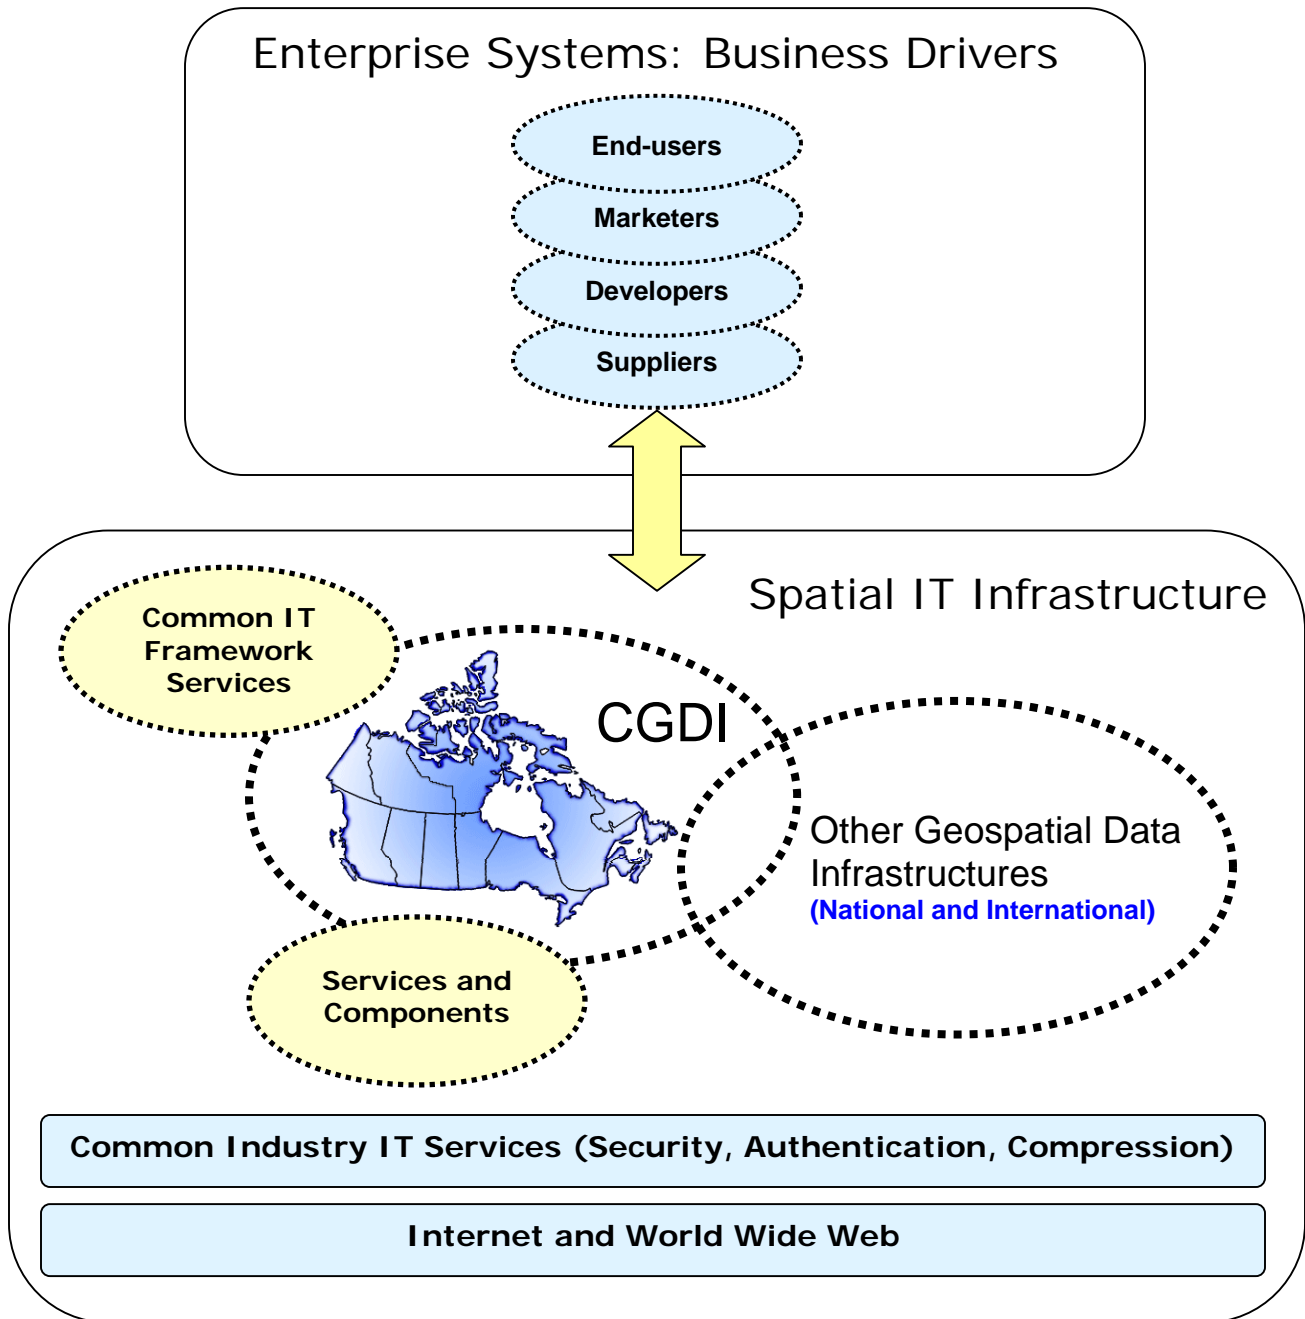 Enterprise Systems: Business Drivers
End-users
Marketers
Developers
Suppliers
Spatial IT Infrastructure
Common IT
Framework
Services
CGDI
Other Geospatial Data
Infrastructures
(National and International)
Services and
Components
Common Industry IT Services (Security, Authentication, Compression)
Internet and World Wide Web